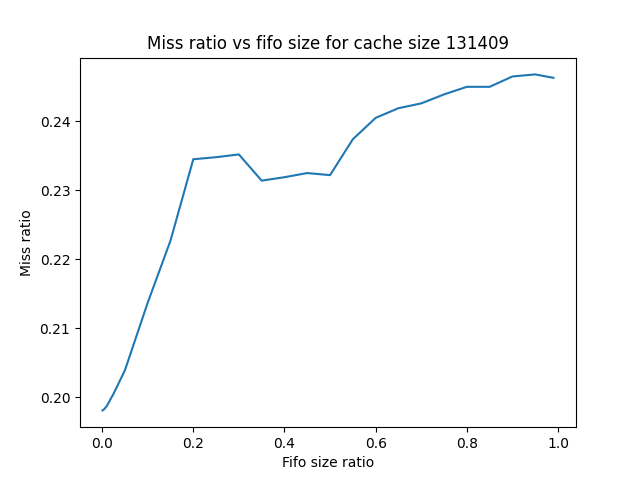 Miss ratio vs fifo size for cache size 131409
Miss ratio
0.24
0.23
0.22
0.21
0.20
0.0 0.2 0.4 0.6 0.8 1.0
Fifo size ratio